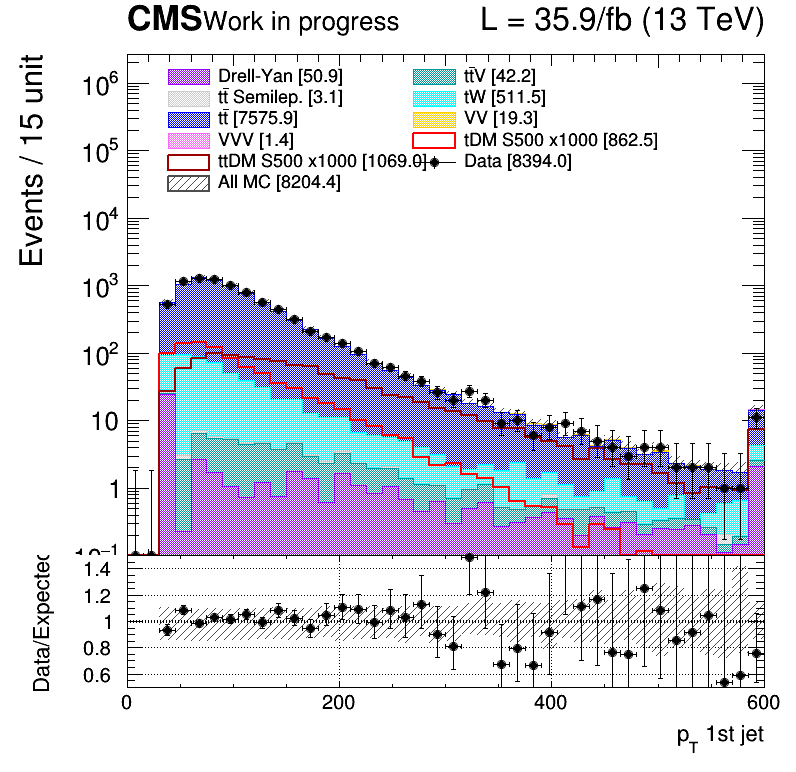 CMS Work in progress L = 35.9/fb (13 TeV)
Events / 15 unit
Drell-Yan [50.9] tt̄V [42.2]
tt̄ Semilep. [3.1] tW [511.5]
tt̄ [7575.9] VV [19.3]
VVV [1.4] tDM S500 x1000 [862.5]
ttDM S500 x1000 [1069.0] Data [8394.0]
All MC [8204.4]
10⁶
10⁵
10⁴
10³
10²
10
1
10⁻¹
Data/Expected
1.4
1.2
1
0.8
0.6
0 200 400 600
p_T 1st jet